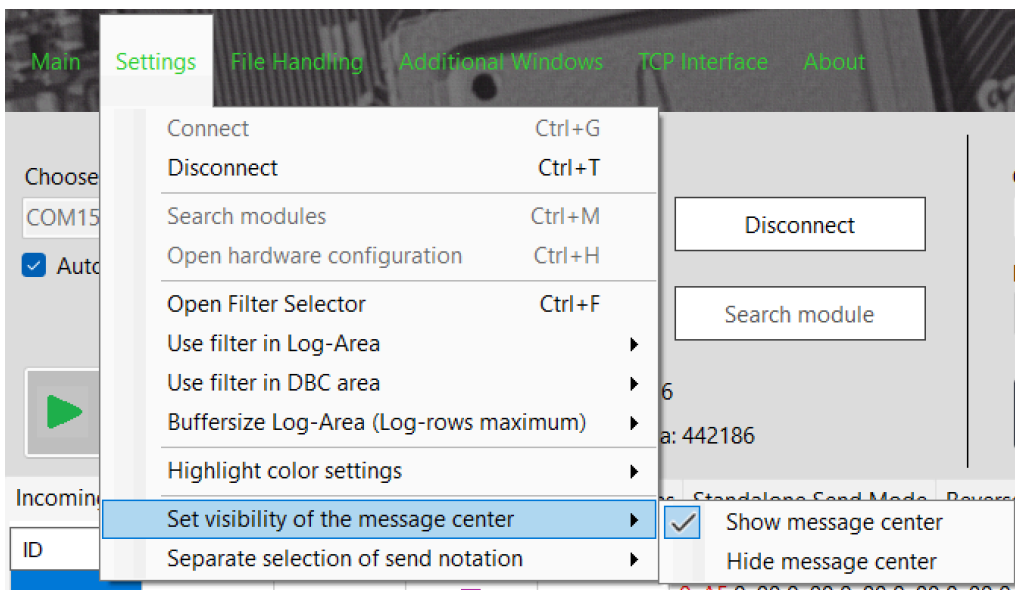 Main Settings File Handling Additional Windows TCP Interface About
Connect Ctrl+G
Choose Disconnect Ctrl+T
COM15 Search modules Ctrl+M Disconnect
Auto Open hardware configuration Ctrl+H
Open Filter Selector Ctrl+F Search module
Use filter in Log-Area
Use filter in DBC area
6
Buffersize Log-Area (Log-rows maximum)
a: 442186
Highlight color settings
Incoming Standalone Send Mode
Set visibility of the message center Show message center
ID Separate selection of send notation Hide message center